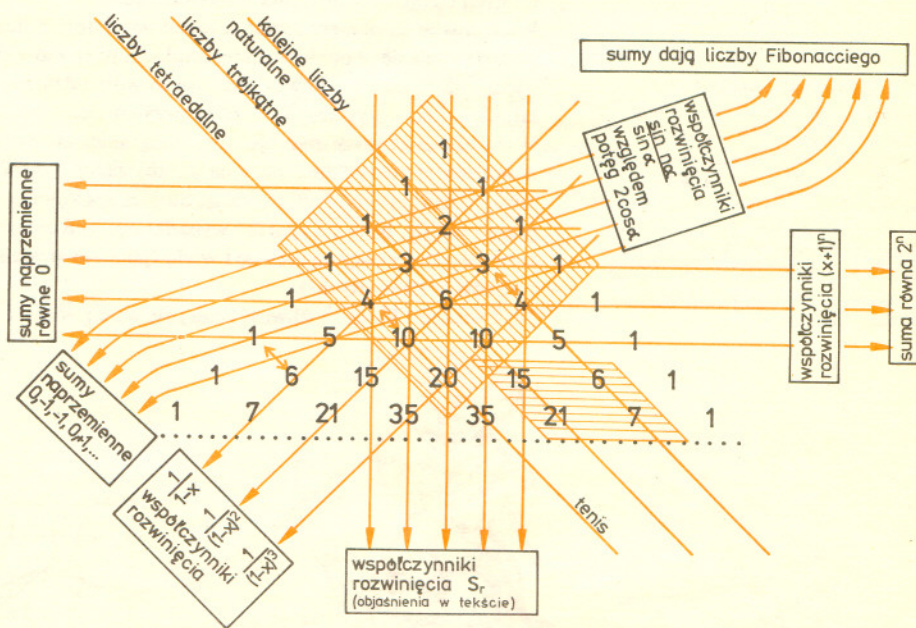 liczby tetraedalne
liczby trójkątne
kolejne liczby
naturalne
sumy dają liczby Fibonacciego
współczynniki
rozwinięcia
sin nα
sin α
względem
potęg 2cosα
sumy naprzemienne
równe 0
współczynniki
rozwinięcia (x+1)ⁿ
suma równa 2ⁿ
1
1 1
1 2 1
1 3 3 1
1 4 6 4 1
1 5 10 10 5 1
1 6 15 20 15 6 1
1 7 21 35 35 21 7 1
sumy
naprzemienne
0,-1,-1,0,+1,...
1/(1-x) 1/(1-x)² 1/(1-x)³
współczynniki
rozwinięcia
tenis
współczynniki
rozwinięcia Sᵣ
(objaśnienia w tekście)